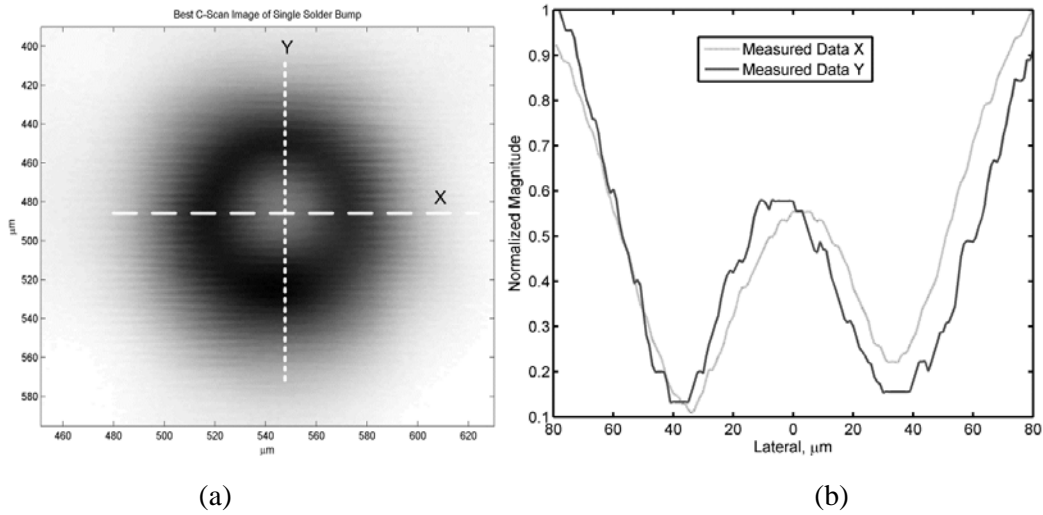 Best C-Scan Image of Single Solder Bump
Y
X
400
420
440
460
480
500
520
540
560
580
µm
460 480 500 520 540 560 580 600 620
µm
(a)
Measured Data X
Measured Data Y
1
0.9
0.8
0.7
0.6
0.5
0.4
0.3
0.2
0.1
Normalized Magnitude
80 60 40 20 0 20 40 60 80
Lateral, µm
(b)